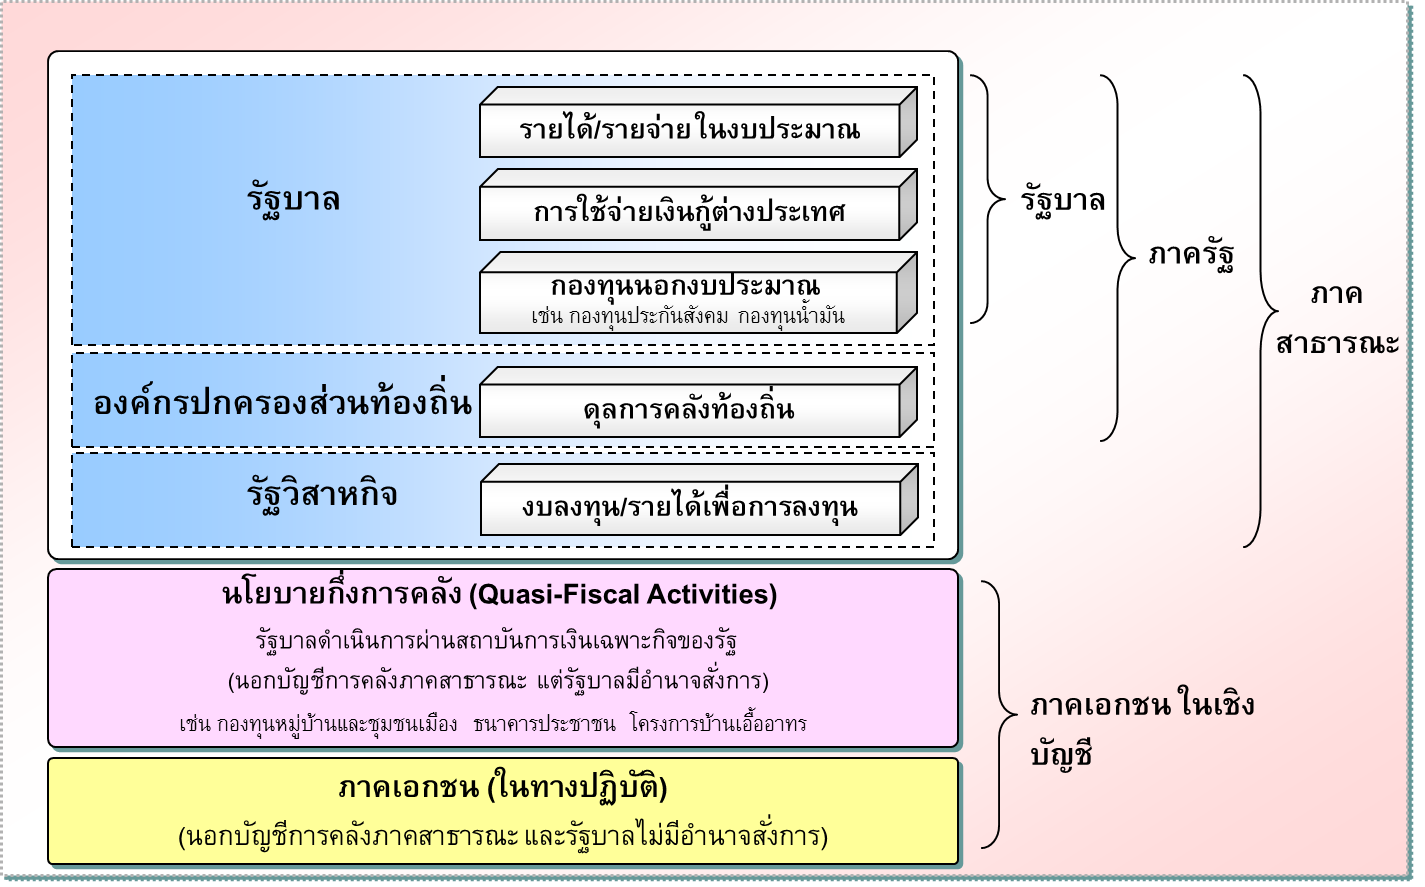 รายได้/รายจ่าย ในงบประมาณ
รัฐบาล
การใช้จ่ายเงินกู้ต่างประเทศ
กองทุนนอกงบประมาณ
เช่น กองทุนประกันสังคม กองทุนน้ำมัน
องค์กรปกครองส่วนท้องถิ่น
ดุลการคลังท้องถิ่น
รัฐวิสาหกิจ
งบลงทุน/รายได้เพื่อการลงทุน
รัฐบาล
ภาครัฐ
ภาค
สาธารณะ
นโยบายกึ่งการคลัง (Quasi-Fiscal Activities)
รัฐบาลดำเนินการผ่านสถาบันการเงินเฉพาะกิจของรัฐ
(นอกบัญชีการคลังภาคสาธารณะ แต่รัฐบาลมีอำนาจสั่งการ)
เช่น กองทุนหมู่บ้านและชุมชนเมือง ธนาคารประชาชน โครงการบ้านเอื้ออาทร
ภาคเอกชน (ในทางปฏิบัติ)
(นอกบัญชีการคลังภาคสาธารณะ และรัฐบาลไม่มีอำนาจสั่งการ)
ภาคเอกชน ในเชิง
บัญชี